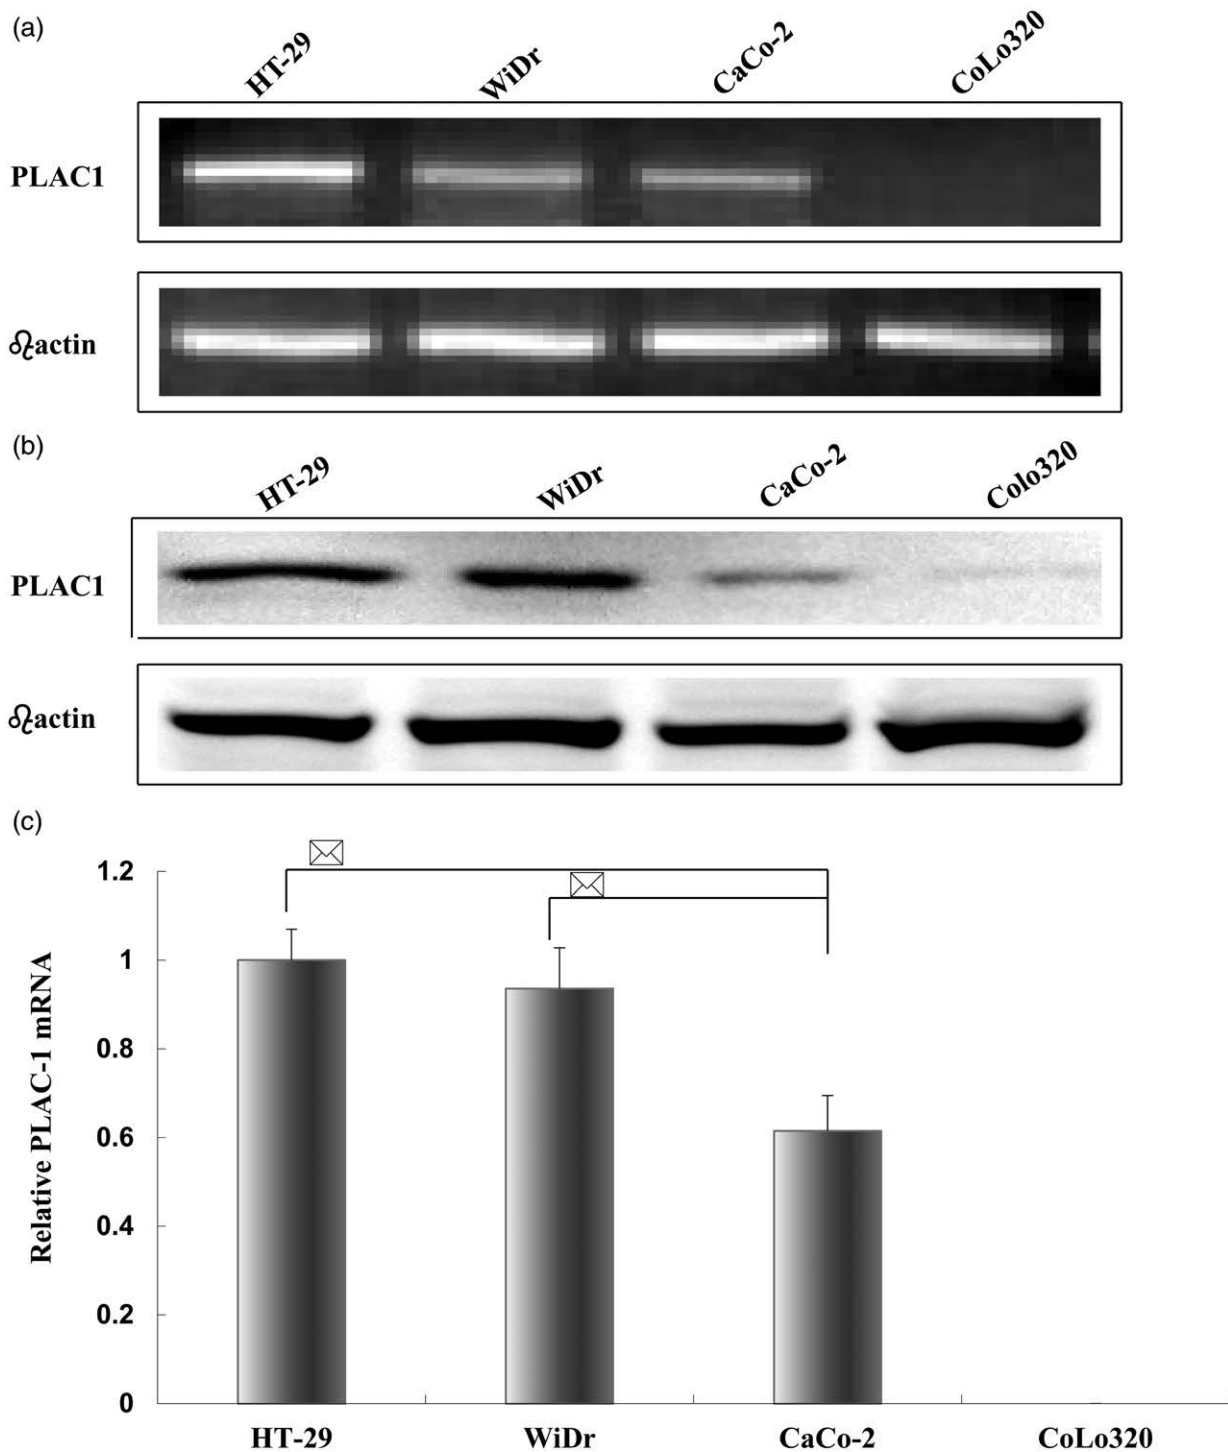 (a)
HT-29 WiDr CaCo-2 CoLo320
PLAC1
♌actin
(b)
HT-29 WiDr CaCo-2 Colo320
PLAC1
♌actin
(c)
1.2
1
0.8
0.6
0.4
0.2
0
Relative PLAC-1 mRNA
HT-29 WiDr CaCo-2 CoLo320